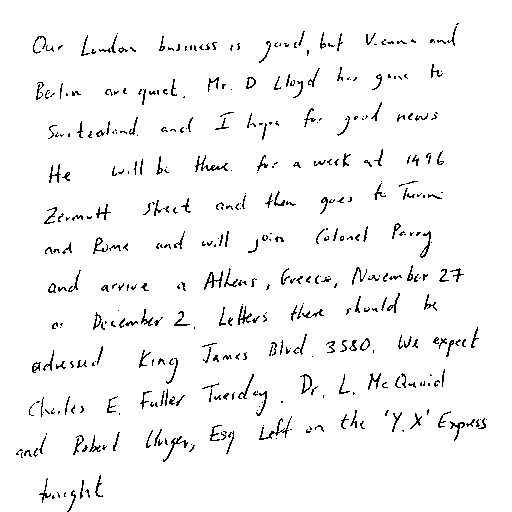 Our London business is good, but Vienna and
Berlin are quiet. Mr. D Lloyd has gone to
Switzerland and I hope for good news
He will be there for a week at 1496
Zermutt Street and then goes to Turin
and Rome and will join Colonel Parry
and arrive a Athens, Greece, November 27
or December 2. Letters there should be
adressed King James Blvd. 3580. We expect
Charles E. Fuller Tuesday. Dr. L. McQuaid
and Robert Unger, Esq Left on the 'Y.X' Express
tonight